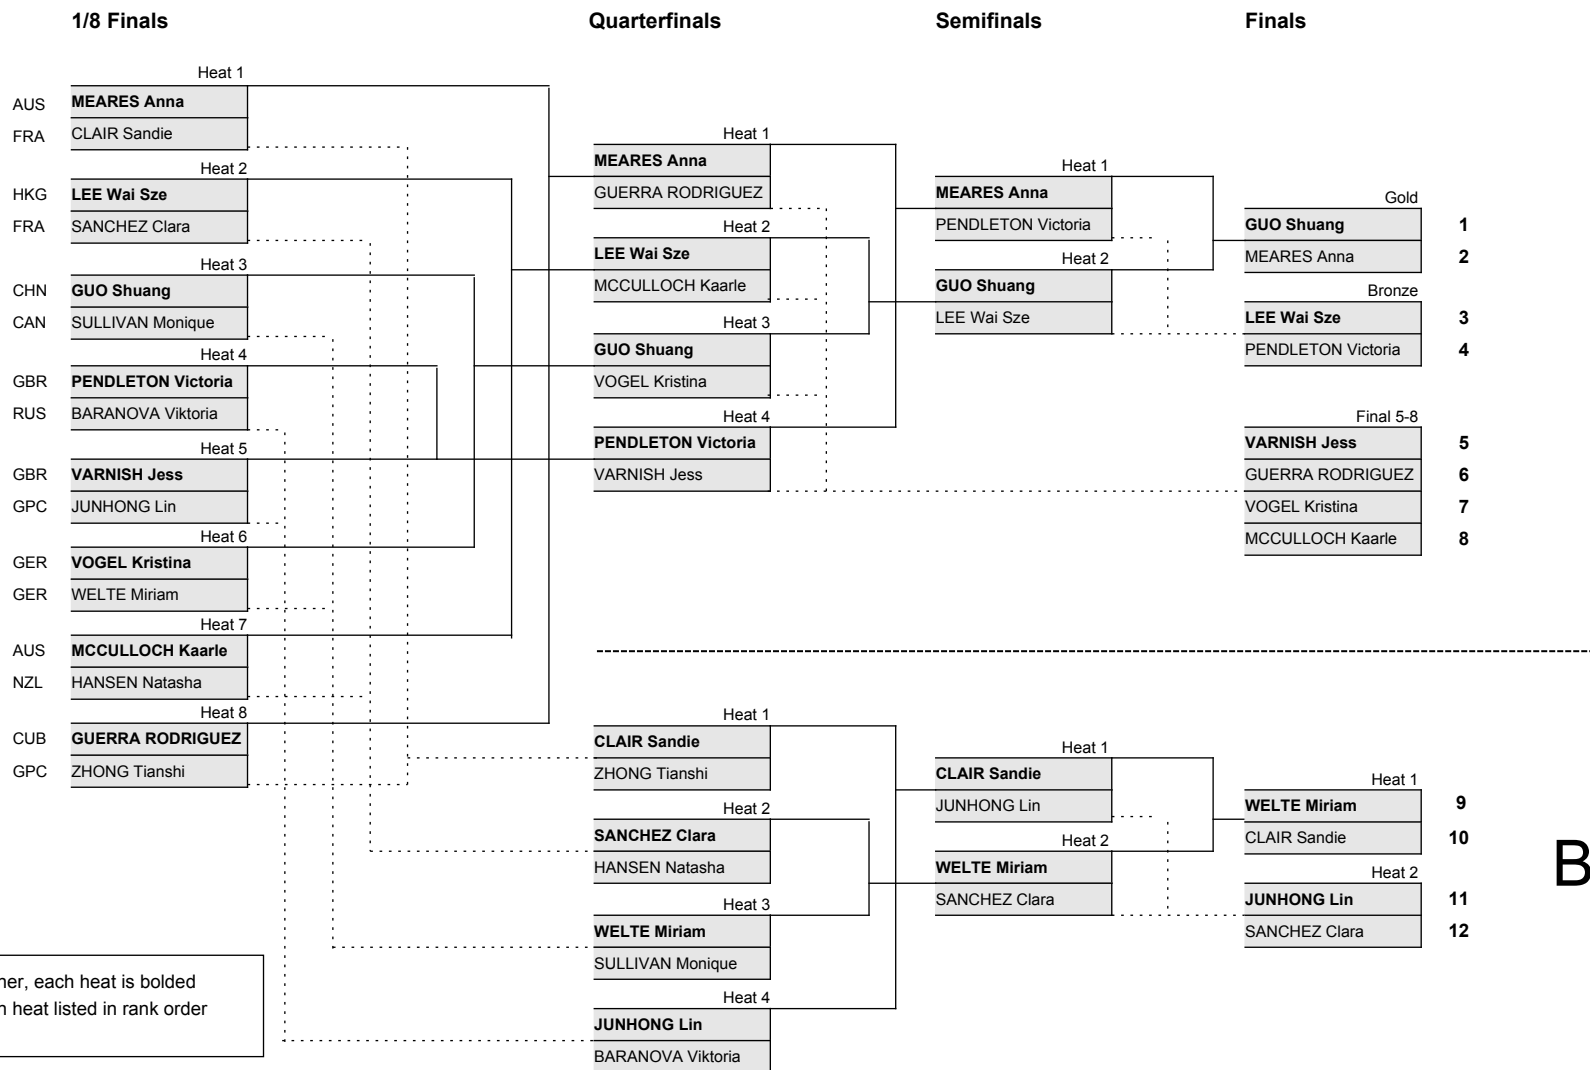 1/8 Finals Quarterfinals Semifinals Finals
Heat 1
AUS MEARES Anna
FRA CLAIR Sandie
Heat 2
HKG LEE Wai Sze
FRA SANCHEZ Clara
Heat 3
CHN GUO Shuang
CAN SULLIVAN Monique
Heat 4
GBR PENDLETON Victoria
RUS BARANOVA Viktoria
Heat 5
GBR VARNISH Jess
GPC JUNHONG Lin
Heat 6
GER VOGEL Kristina
GER WELTE Miriam
Heat 7
AUS MCCULLOCH Kaarle
NZL HANSEN Natasha
Heat 8
CUB GUERRA RODRIGUEZ
GPC ZHONG Tianshi
Heat 1
MEARES Anna
GUERRA RODRIGUEZ
Heat 2
LEE Wai Sze
MCCULLOCH Kaarle
Heat 3
GUO Shuang
VOGEL Kristina
Heat 4
PENDLETON Victoria
VARNISH Jess
Heat 1
MEARES Anna
PENDLETON Victoria
Heat 2
GUO Shuang
LEE Wai Sze
Gold
GUO Shuang 1
MEARES Anna 2
Bronze
LEE Wai Sze 3
PENDLETON Victoria 4
Final 5-8
VARNISH Jess 5
GUERRA RODRIGUEZ 6
VOGEL Kristina 7
MCCULLOCH Kaarle 8
Heat 1
CLAIR Sandie
ZHONG Tianshi
Heat 2
SANCHEZ Clara
HANSEN Natasha
Heat 3
WELTE Miriam
SULLIVAN Monique
Heat 4
JUNHONG Lin
BARANOVA Viktoria
Heat 1
CLAIR Sandie
JUNHONG Lin
Heat 2
WELTE Miriam
SANCHEZ Clara
Heat 1
WELTE Miriam 9
CLAIR Sandie 10
Heat 2
JUNHONG Lin 11
SANCHEZ Clara 12
B
ner, each heat is bolded
n heat listed in rank order